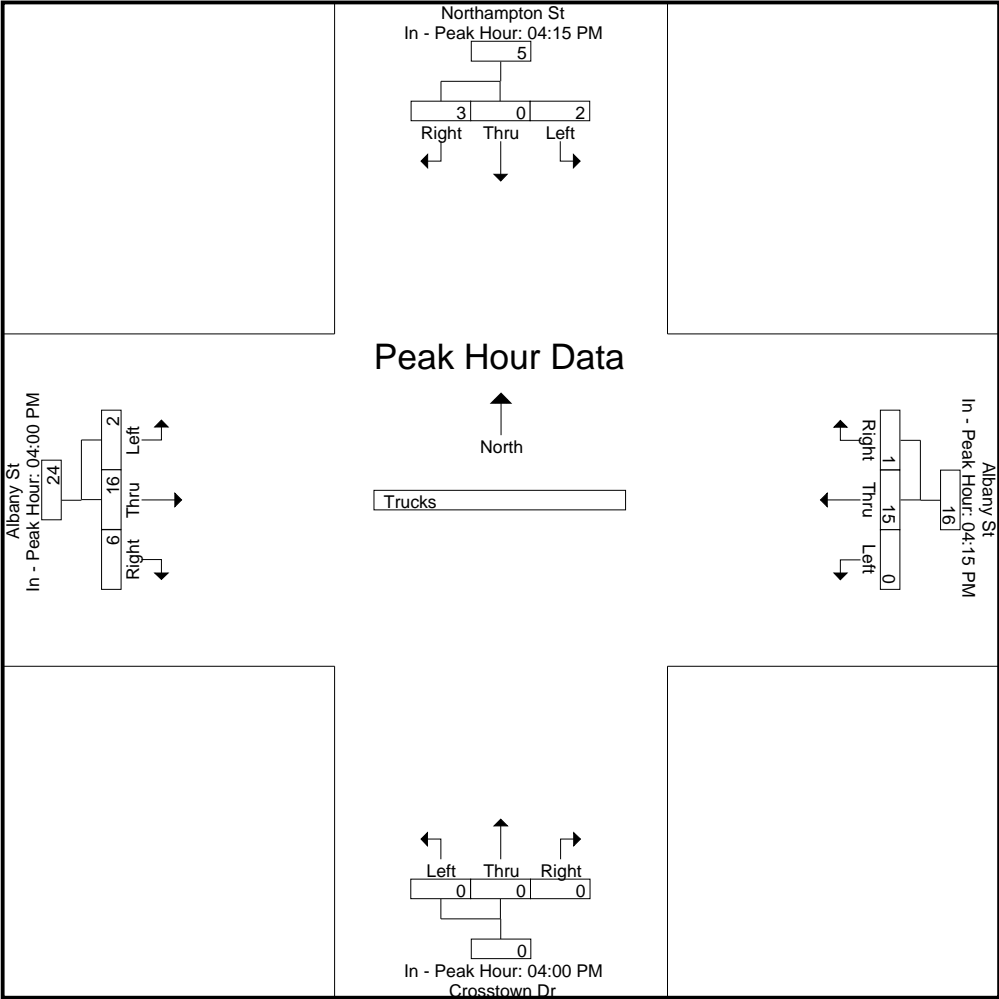 Northampton St
In - Peak Hour: 04:15 PM
5
3 0 2
Right Thru Left
Peak Hour Data
North
Trucks
Albany St
In - Peak Hour: 04:00 PM
24
2 16 6
Left Thru Right
Albany St
In - Peak Hour: 04:15 PM
16
1 15 0
Right Thru Left
Left Thru Right
0 0 0
0
In - Peak Hour: 04:00 PM
Crosstown Dr